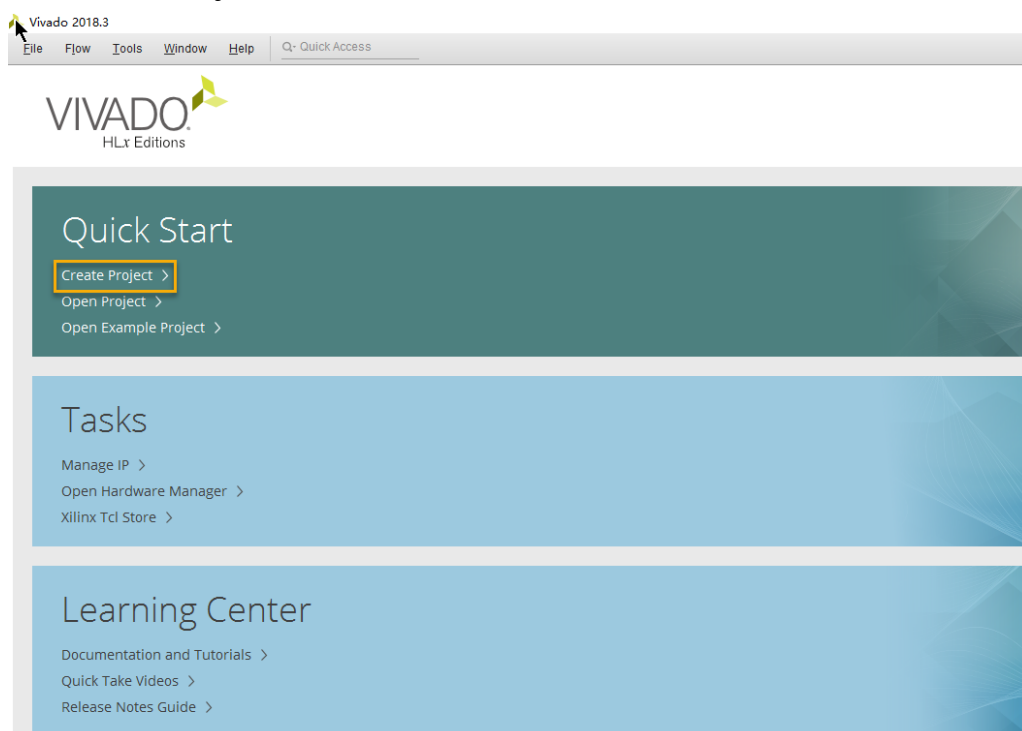 Vivado 2018.3
File Flow Tools Window Help Q- Quick Access
VIVADO.
HLx Editions
Quick Start
Create Project >
Open Project >
Open Example Project >
Tasks
Manage IP >
Open Hardware Manager >
Xilinx Tcl Store >
Learning Center
Documentation and Tutorials >
Quick Take Videos >
Release Notes Guide >